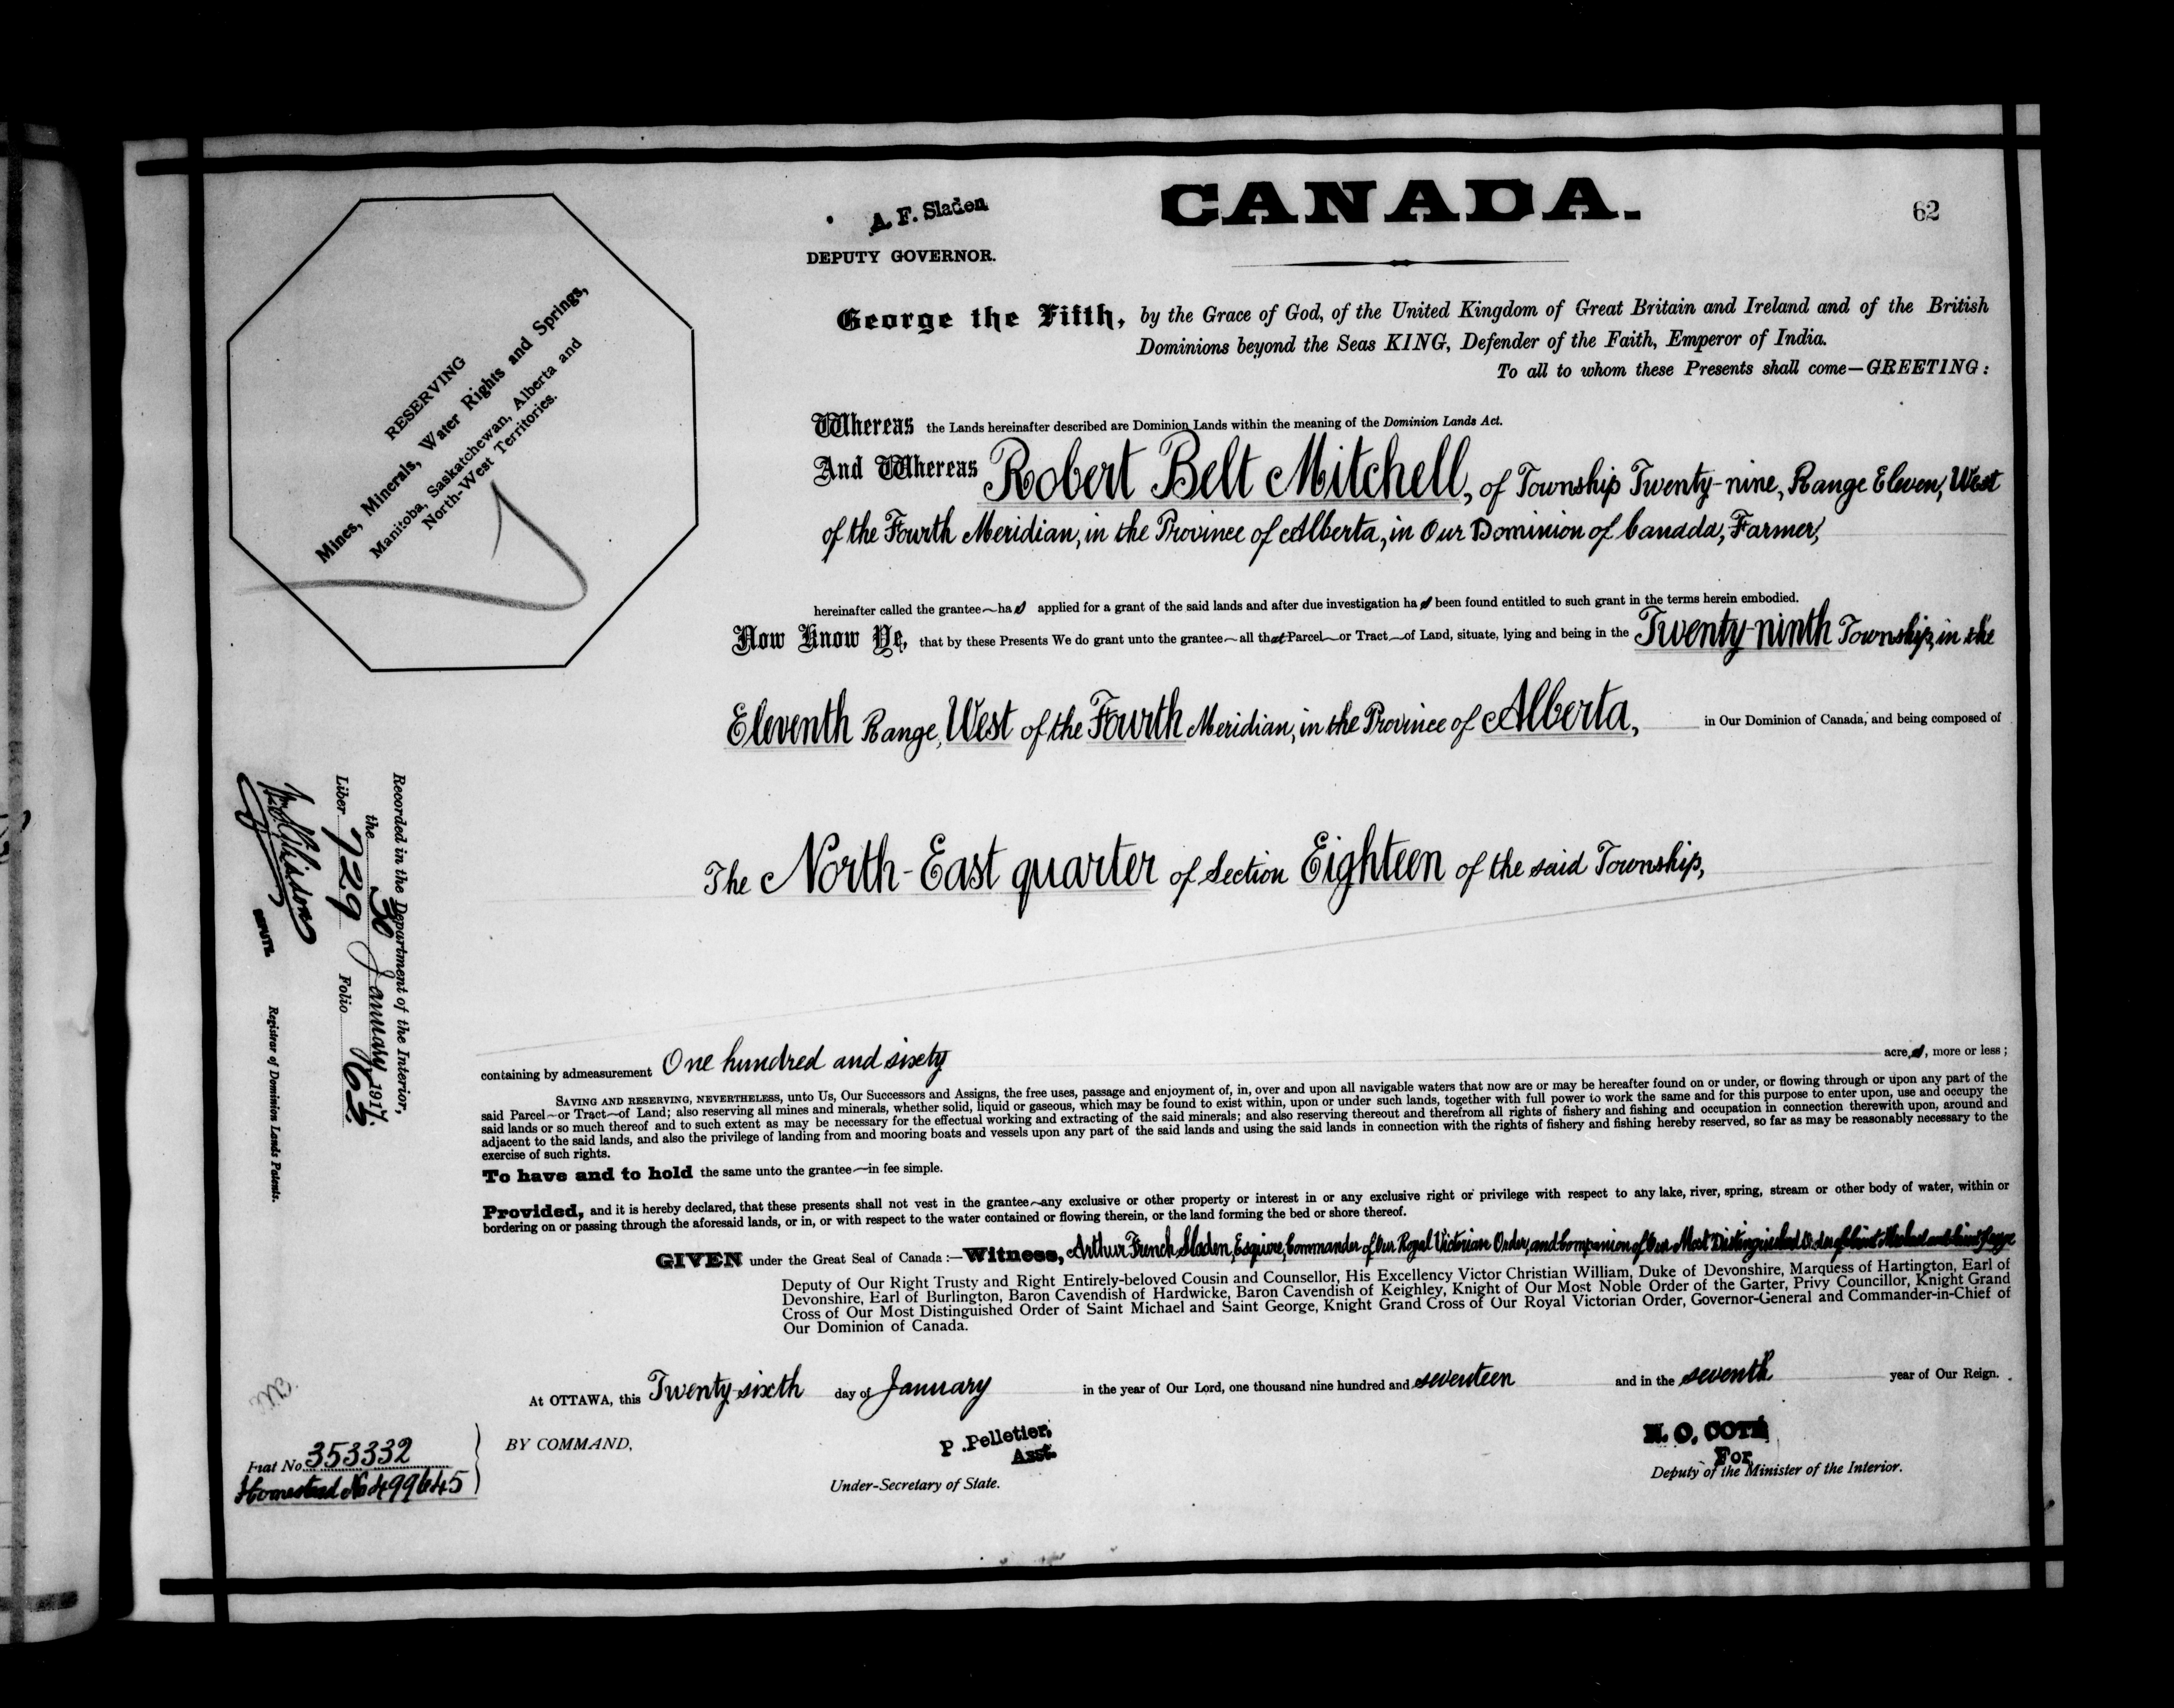 CANADA.
62
A. F. Sladen
DEPUTY GOVERNOR.
RESERVING
Mines, Minerals, Water Rights and Springs,
Manitoba, Saskatchewan, Alberta and
North-West Territories.
George the Fifth, by the Grace of God, of the United Kingdom of Great Britain and Ireland and of the British
Dominions beyond the Seas KING, Defender of the Faith, Emperor of India.
To all to whom these Presents shall come—GREETING:
Whereas the Lands hereinafter described are Dominion Lands within the meaning of the Dominion Lands Act.
And Whereas Robert Belt Mitchell, of Township Twenty-nine, Range Eleven, West
of the Fourth Meridian, in the Province of Alberta, in Our Dominion of Canada, Farmer,
hereinafter called the grantee has applied for a grant of the said lands and after due investigation has been found entitled to such grant in the terms herein embodied.
Now Know Ye, that by these Presents We do grant unto the grantee all that Parcel or Tract of Land, situate, lying and being in the Twenty-ninth Township, in the
Eleventh Range, West of the Fourth Meridian, in the Province of Alberta, in Our Dominion of Canada, and being composed of
The North-East quarter of Section Eighteen of the said Township,
Recorded in the Department of the Interior,
the 30 January 1917.
Liber 729 Folio 62
DEPUTY
Registrar of Dominion Lands Patents.
containing by admeasurement One hundred and sixty acres, more or less;
SAVING AND RESERVING, NEVERTHELESS, unto Us, Our Successors and Assigns, the free uses, passage and enjoyment of, in, over and upon all navigable waters that now are or may be hereafter found on or under, or flowing through or upon any part of the
said Parcel or Tract of Land; also reserving all mines and minerals, whether solid, liquid or gaseous, which may be found to exist within, upon or under such lands, together with full power to work the same and for this purpose to enter upon, use and occupy the
said lands or so much thereof and to such extent as may be necessary for the effectual working and extracting of the said minerals; and also reserving thereout and therefrom all rights of fishery and fishing and occupation in connection therewith upon, around and
adjacent to the said lands, and also the privilege of landing from and mooring boats and vessels upon any part of the said lands and using the said lands in connection with the rights of fishery and fishing hereby reserved, so far as may be reasonably necessary to the
exercise of such rights.
To have and to hold the same unto the grantee in fee simple.
Provided, and it is hereby declared, that these presents shall not vest in the grantee any exclusive or other property or interest in or any exclusive right or privilege with respect to any lake, river, spring, stream or other body of water, within or
bordering on or passing through the aforesaid lands, or in, or with respect to the water contained or flowing therein, or the land forming the bed or shore thereof.
GIVEN under the Great Seal of Canada:—Witness, Arthur French Sladen, Esquire, Commander of Our Royal Victorian Order, and Companion of Our Most Distinguished Order of Saint Michael and Saint George
Deputy of Our Right Trusty and Right Entirely-beloved Cousin and Counsellor, His Excellency Victor Christian William, Duke of Devonshire, Marquess of Hartington, Earl of
Devonshire, Earl of Burlington, Baron Cavendish of Hardwicke, Baron Cavendish of Keighley, Knight of Our Most Noble Order of the Garter, Privy Councillor, Knight Grand
Cross of Our Most Distinguished Order of Saint Michael and Saint George, Knight Grand Cross of Our Royal Victorian Order, Governor-General and Commander-in-Chief of
Our Dominion of Canada.
At OTTAWA, this Twenty-sixth day of January in the year of Our Lord, one thousand nine hundred and seventeen and in the seventh year of Our Reign.
BY COMMAND,
P. Pelletier,
Asst.
Under-Secretary of State.
N. O. COTÉ
For
Deputy of the Minister of the Interior.
Fiat No. 353332
Homestead No 499645